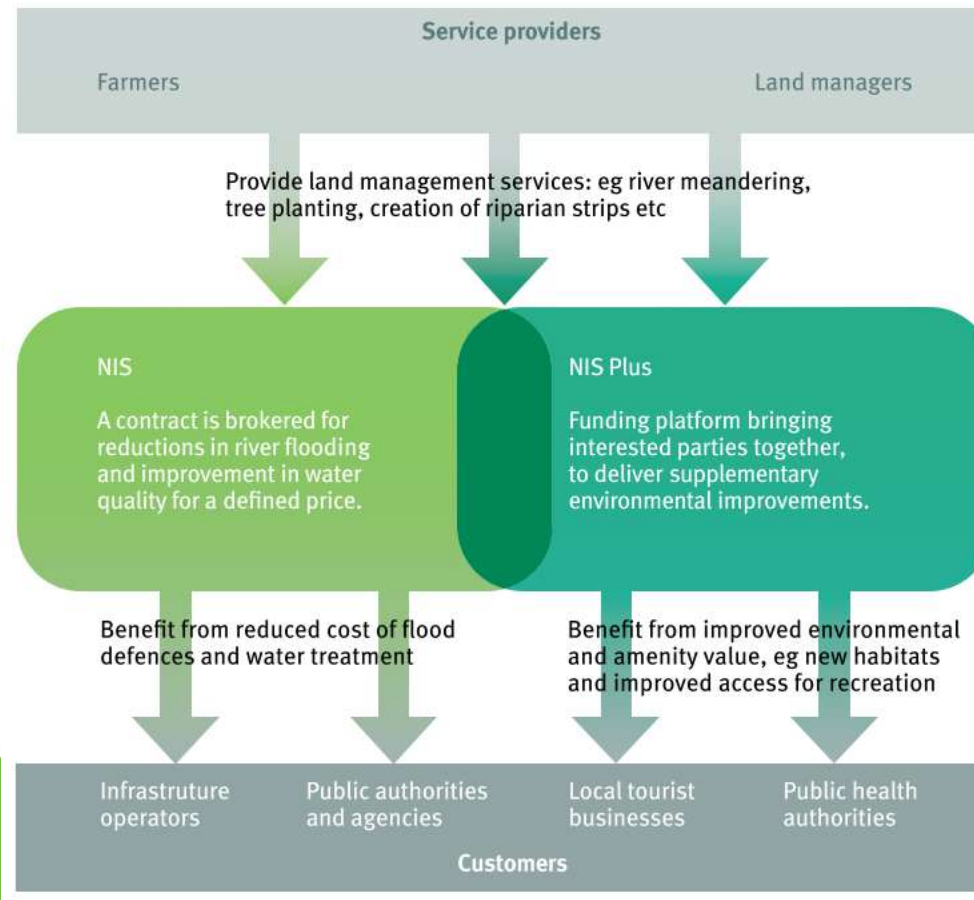 Service providers
Farmers
Land managers
Provide land management services: eg river meandering,
tree planting, creation of riparian strips etc
NIS
A contract is brokered for
reductions in river flooding
and improvement in water
quality for a defined price.
NIS Plus
Funding platform bringing
interested parties together,
to deliver supplementary
environmental improvements.
Benefit from reduced cost of flood
defences and water treatment
Benefit from improved environmental
and amenity value, eg new habitats
and improved access for recreation
Infrastruture
operators
Public authorities
and agencies
Local tourist
businesses
Public health
authorities
Customers